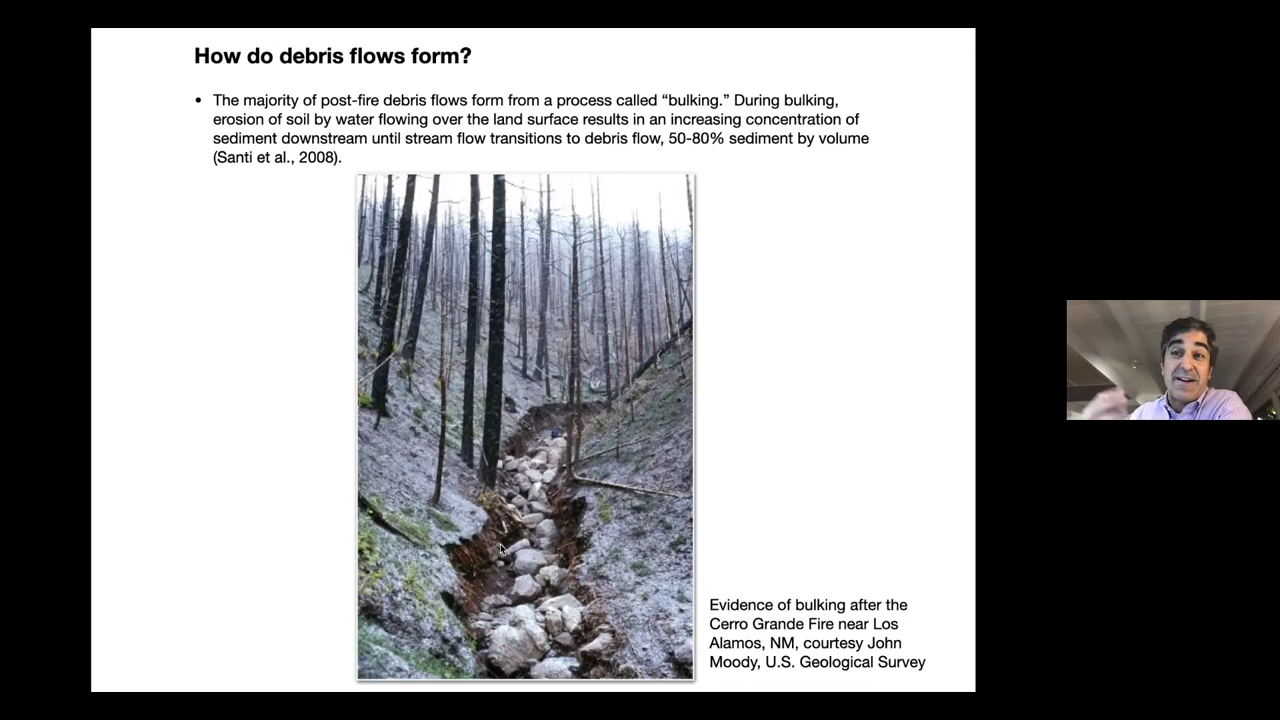 How do debris flows form?
• The majority of post-fire debris flows form from a process called “bulking.” During bulking,
erosion of soil by water flowing over the land surface results in an increasing concentration of
sediment downstream until stream flow transitions to debris flow, 50-80% sediment by volume
(Santi et al., 2008).
Evidence of bulking after the
Cerro Grande Fire near Los
Alamos, NM, courtesy John
Moody, U.S. Geological Survey